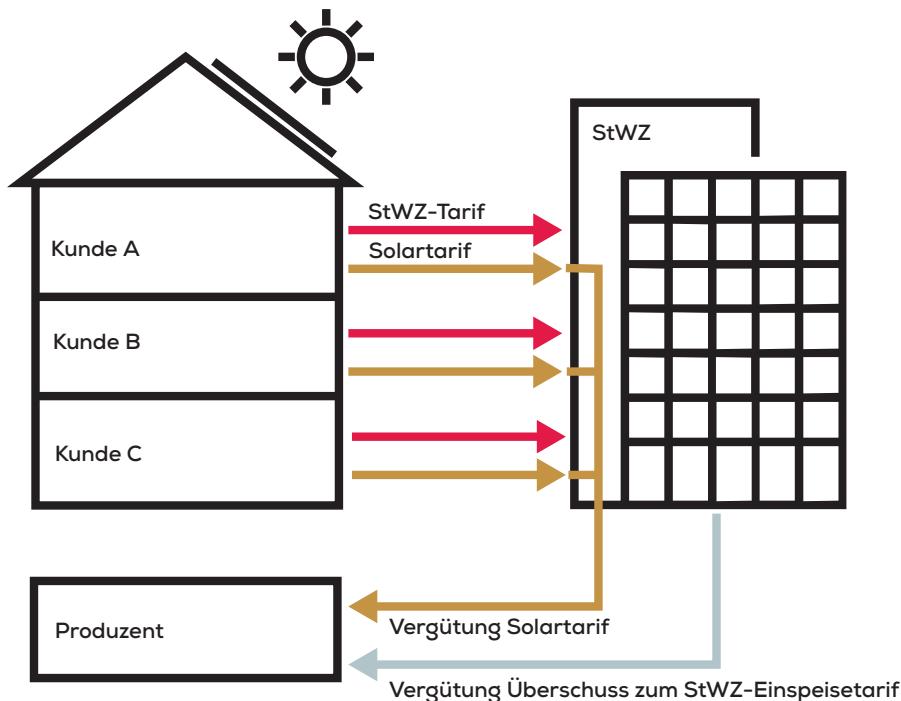 StWZ
StWZ-Tarif
Kunde A
Solartarif
Kunde B
Kunde C
Produzent
Vergütung Solartarif
Vergütung Überschuss zum StWZ-Einspeisetarif